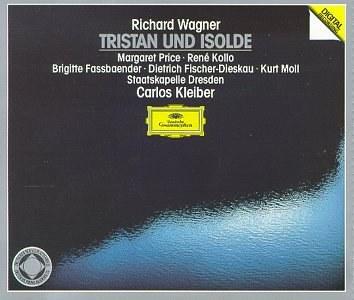 Richard Wagner
TRISTAN UND ISOLDE
Margaret Price · René Kollo
Brigitte Fassbaender · Dietrich Fischer-Dieskau · Kurt Moll
Staatskapelle Dresden
Carlos Kleiber
Deutsche
Grammophon
DIGITAL